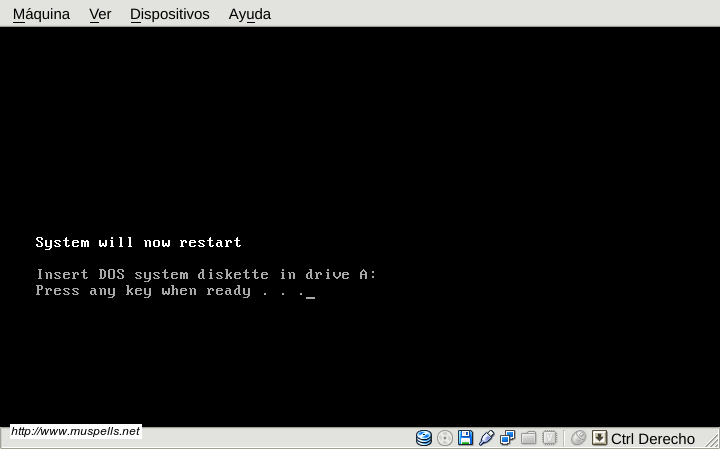 Máquina Ver Dispositivos Ayuda
System will now restart
Insert DOS system diskette in drive A:
Press any key when ready . . ._
http://www.muspells.net
Ctrl Derecho